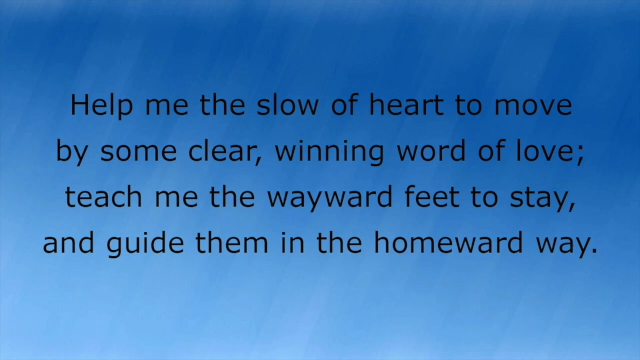 Help me the slow of heart to move
by some clear, winning word of love;
teach me the wayward feet to stay,
and guide them in the homeward way.